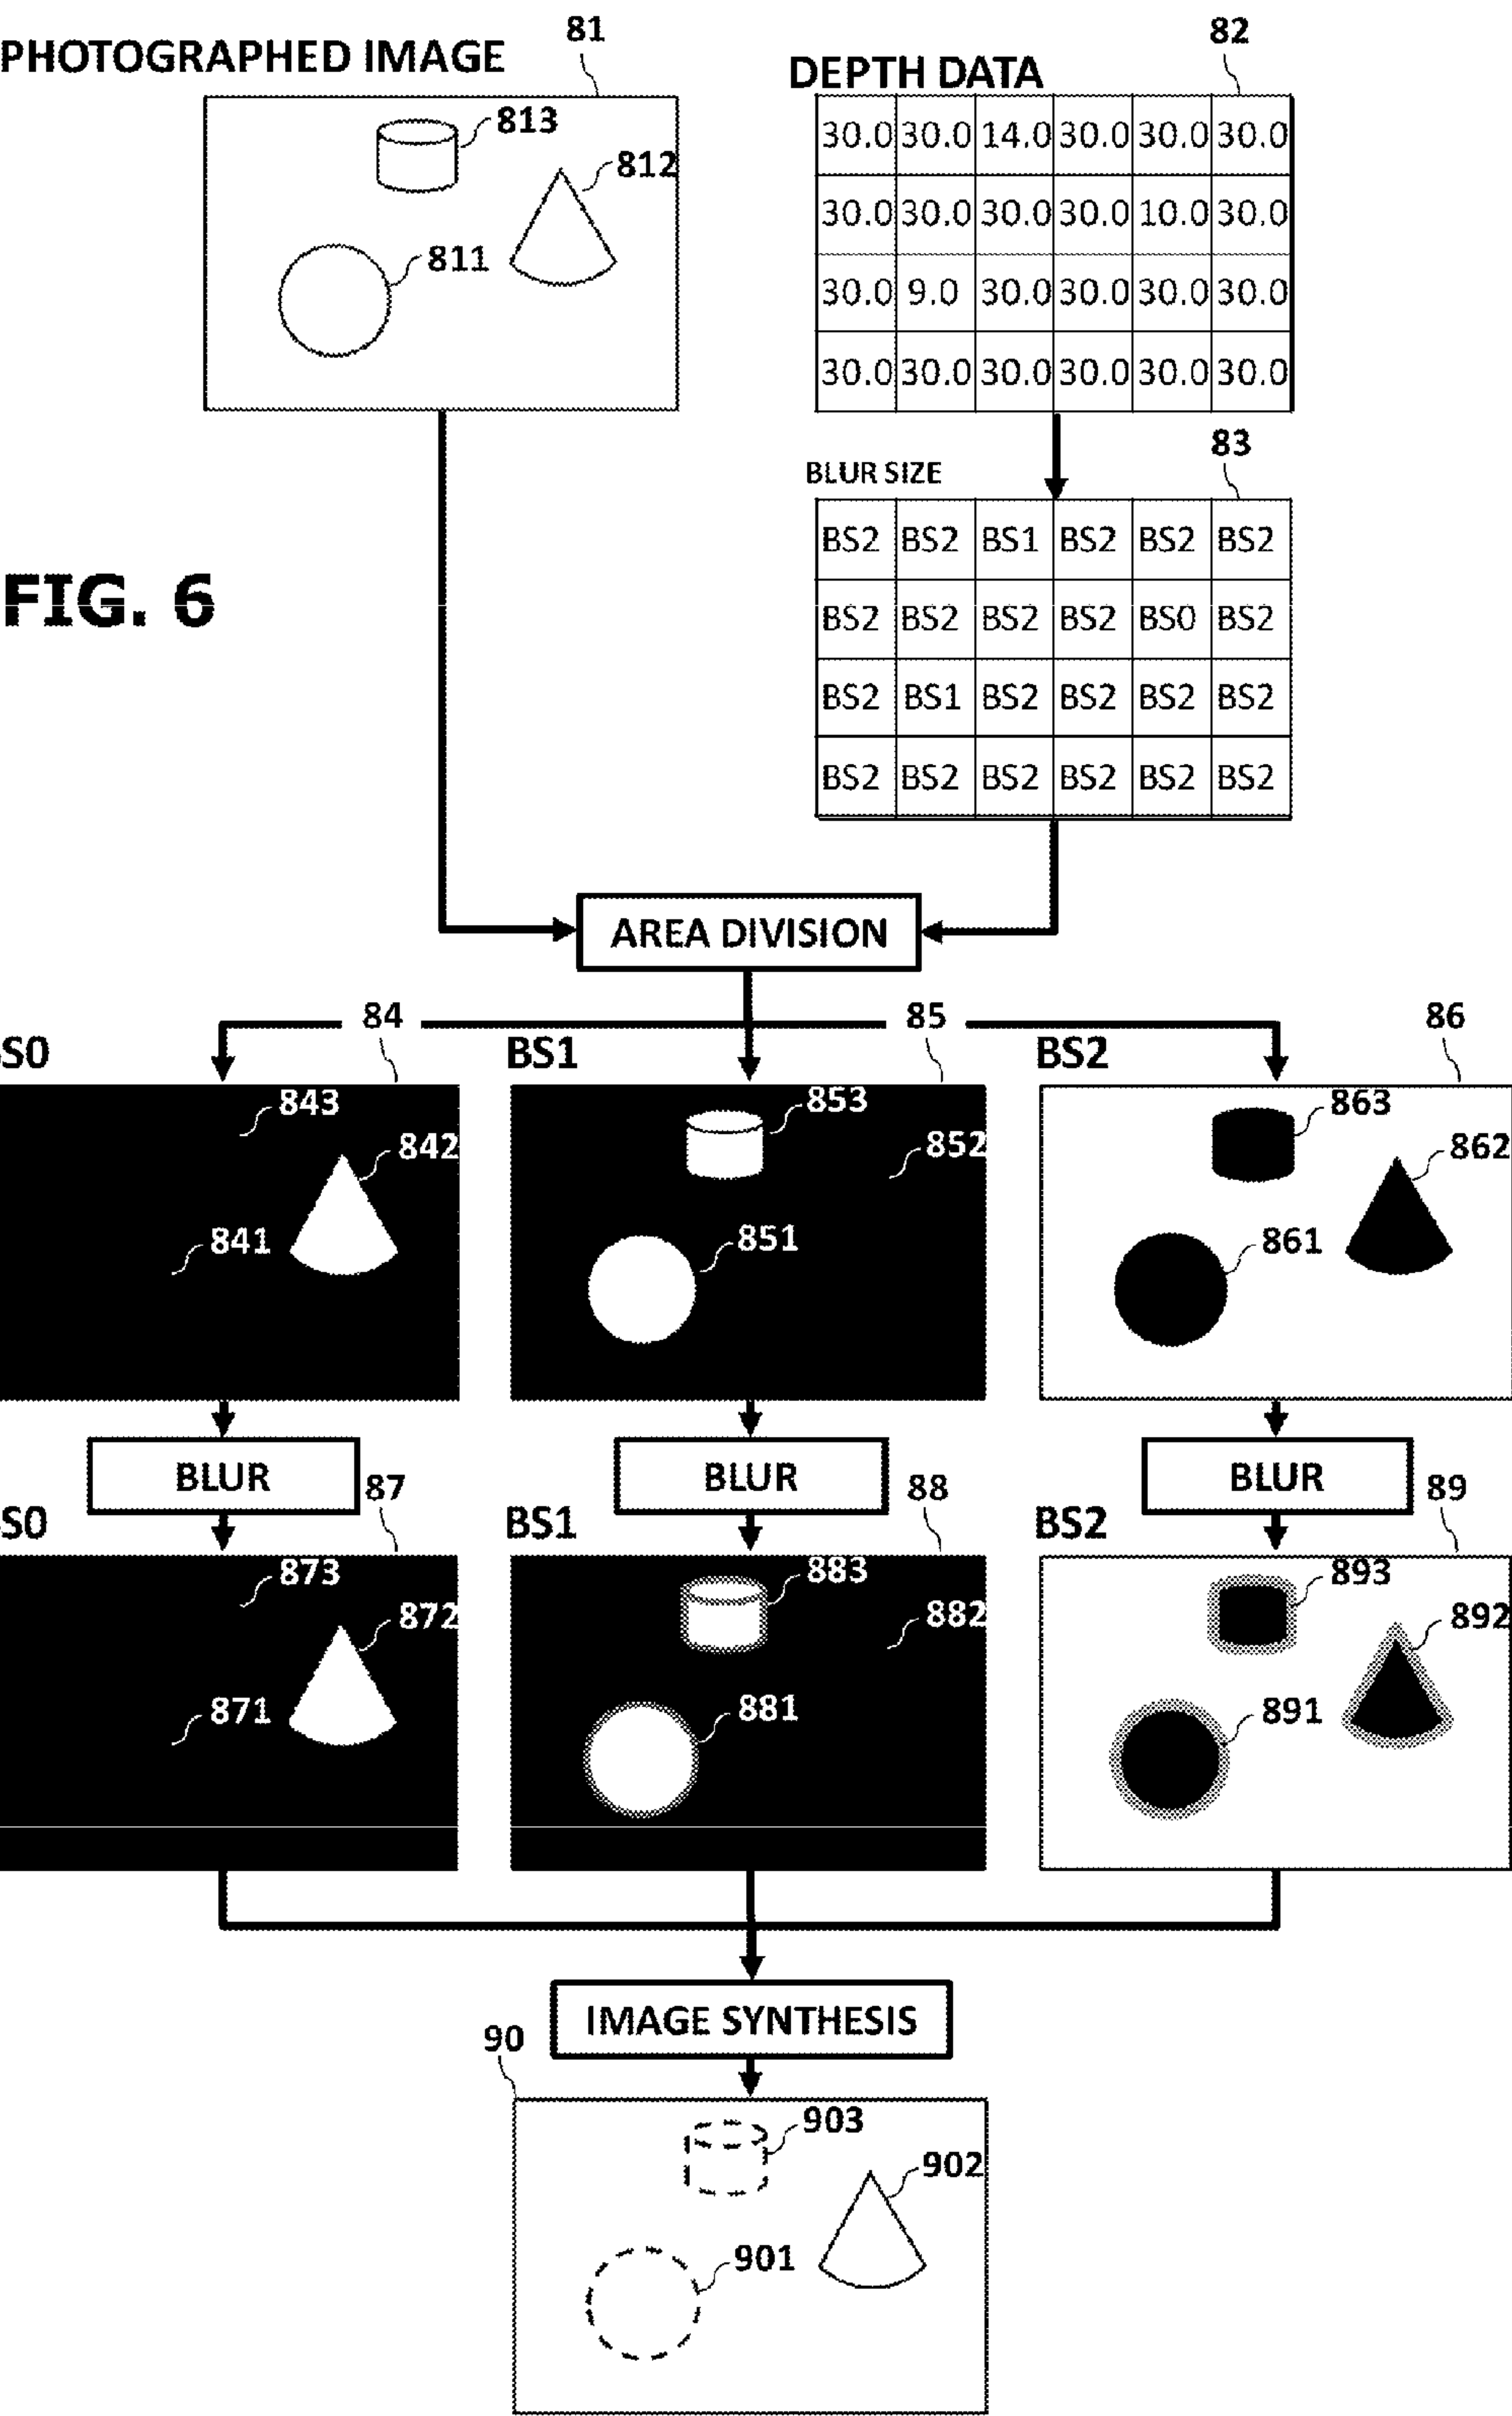 PHOTOGRAPHED IMAGE
81
813
812
811
DEPTH DATA
82
30.0 30.0 14.0 30.0 30.0 30.0
30.0 30.0 30.0 30.0 10.0 30.0
30.0 9.0 30.0 30.0 30.0 30.0
30.0 30.0 30.0 30.0 30.0 30.0
BLUR SIZE
83
BS2 BS2 BS1 BS2 BS2 BS2
BS2 BS2 BS2 BS2 BS0 BS2
BS2 BS1 BS2 BS2 BS2 BS2
BS2 BS2 BS2 BS2 BS2 BS2
FIG. 6
AREA DIVISION
S0
84
843
842
841
BS1
85
853
852
851
BS2
86
863
862
861
BLUR
BLUR
BLUR
S0
87
873
872
871
BS1
88
883
882
881
BS2
89
893
892
891
IMAGE SYNTHESIS
90
903
902
901